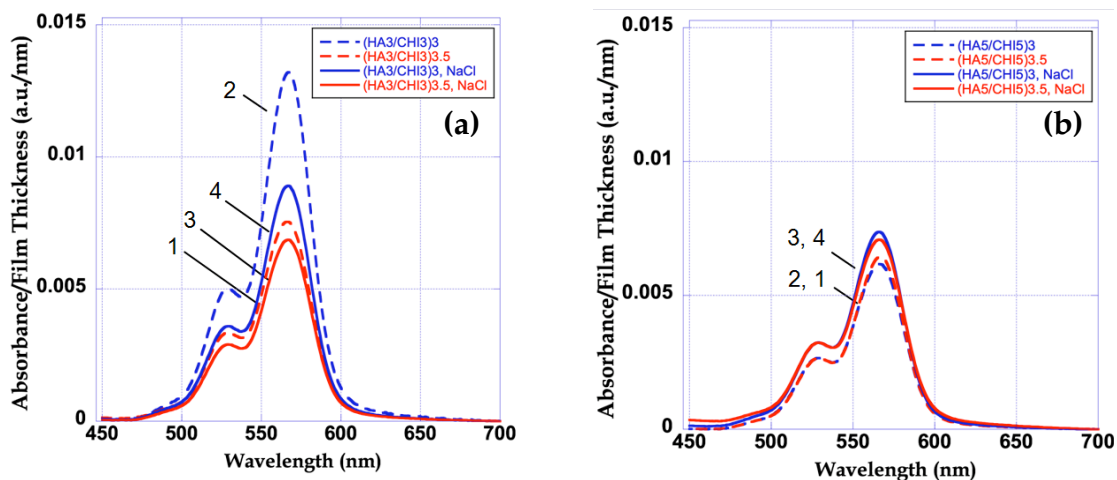 0.015
(HA3/CHI3)3
(HA3/CHI3)3.5
(HA3/CHI3)3, NaCl
(HA3/CHI3)3.5, NaCl
(a)
2
0.01
4
3
1
0.005
0
450 500 550 600 650 700
Wavelength (nm)
Absorbance/Film Thickness (a.u./nm)
0.015
(HA5/CHI5)3
(HA5/CHI5)3.5
(HA5/CHI5)3, NaCl
(HA5/CHI5)3.5, NaCl
(b)
0.01
3, 4
2, 1
0.005
0
450 500 550 600 650 700
Wavelength (nm)
Absorbance/Film Thickness (a.u./nm)